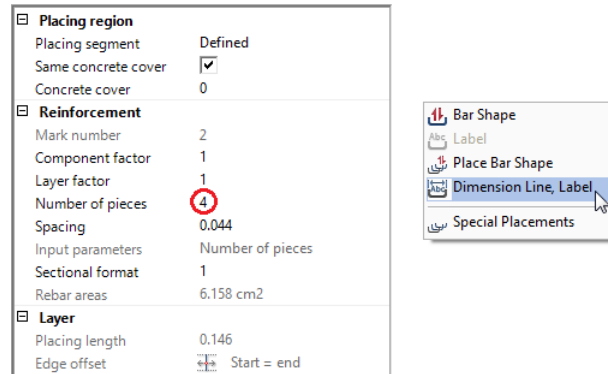 Placing region
Placing segment Defined
Same concrete cover
Concrete cover 0
Reinforcement
Mark number 2
Component factor 1
Layer factor 1
Number of pieces 4
Spacing 0.044
Input parameters Number of pieces
Sectional format 1
Rebar areas 6.158 cm2
Layer
Placing length 0.146
Edge offset Start = end
Bar Shape
Abc Label
Place Bar Shape
Abc Dimension Line, Label
Special Placements